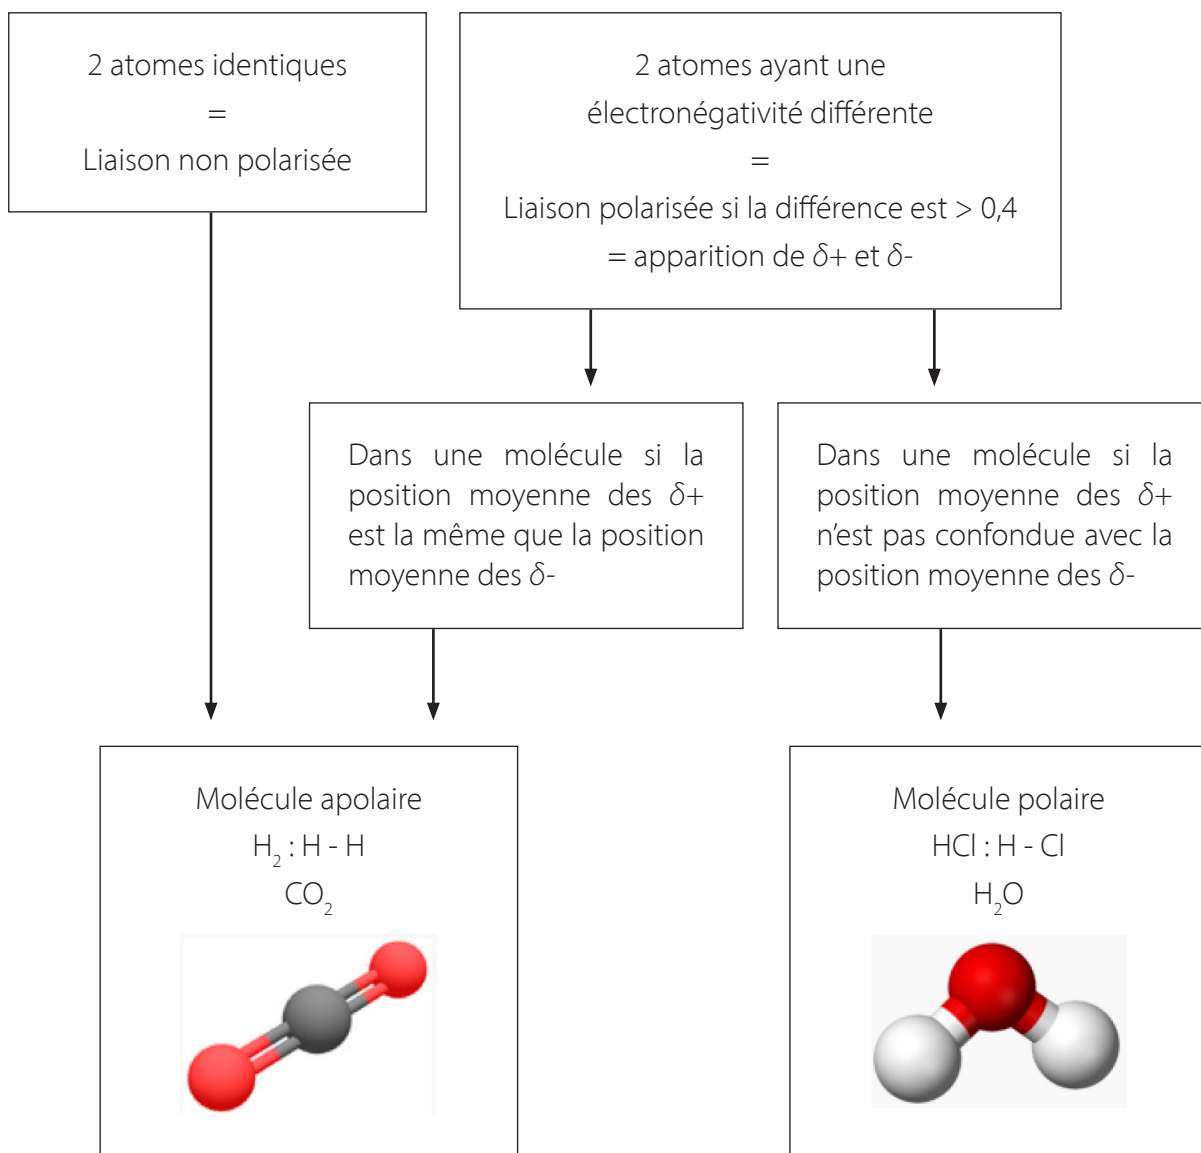 2 atomes identiques
=
Liaison non polarisée
2 atomes ayant une
électronégativité différente
=
Liaison polarisée si la différence est > 0,4
= apparition de δ+ et δ-
Dans une molécule si la
position moyenne des δ+
est la même que la position
moyenne des δ-
Dans une molécule si la
position moyenne des δ+
n’est pas confondue avec la
position moyenne des δ-
Molécule apolaire
H₂ : H - H
CO₂
Molécule polaire
HCl : H - Cl
H₂O